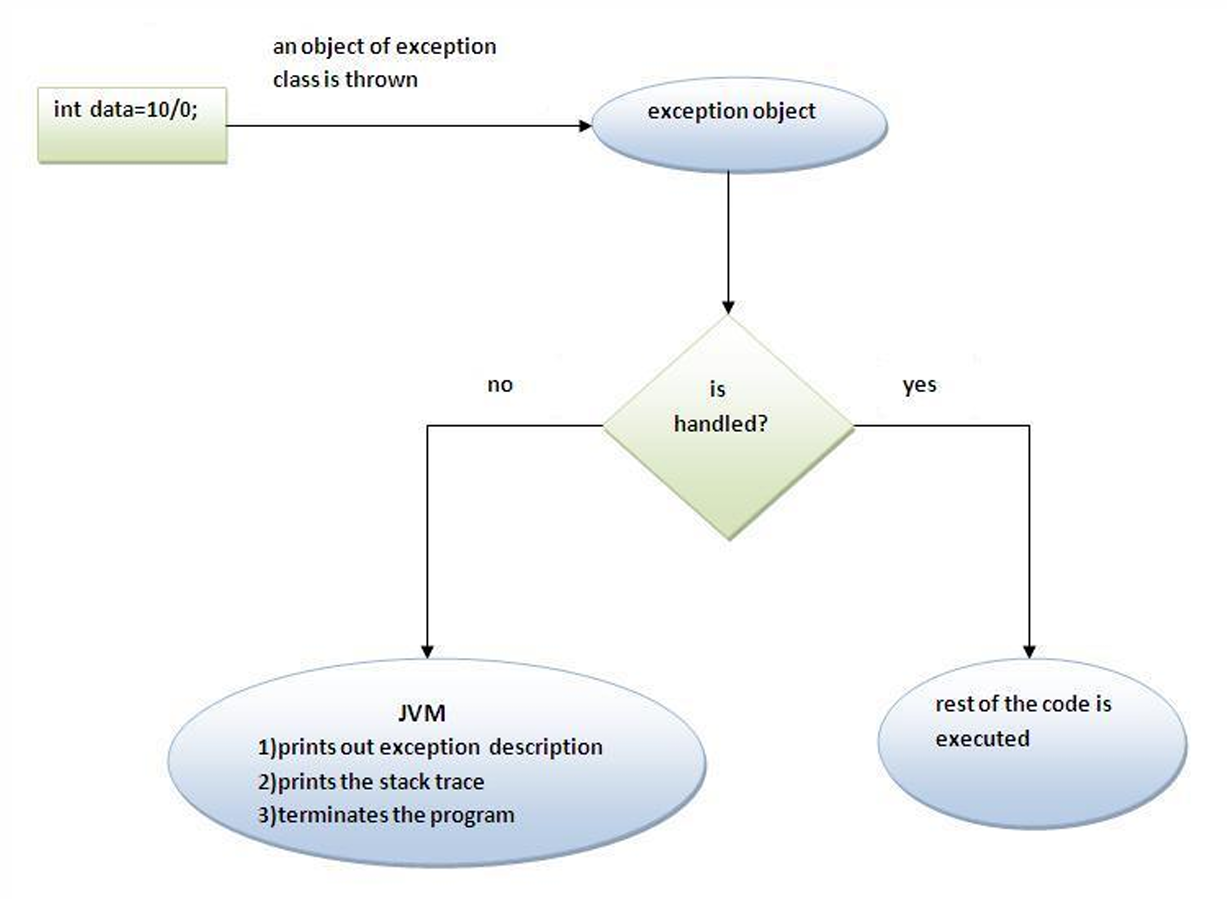 an object of exception
class is thrown
int data=10/0;
exception object
no
is
handled?
yes
JVM
1)prints out exception description
2)prints the stack trace
3)terminates the program
rest of the code is
executed